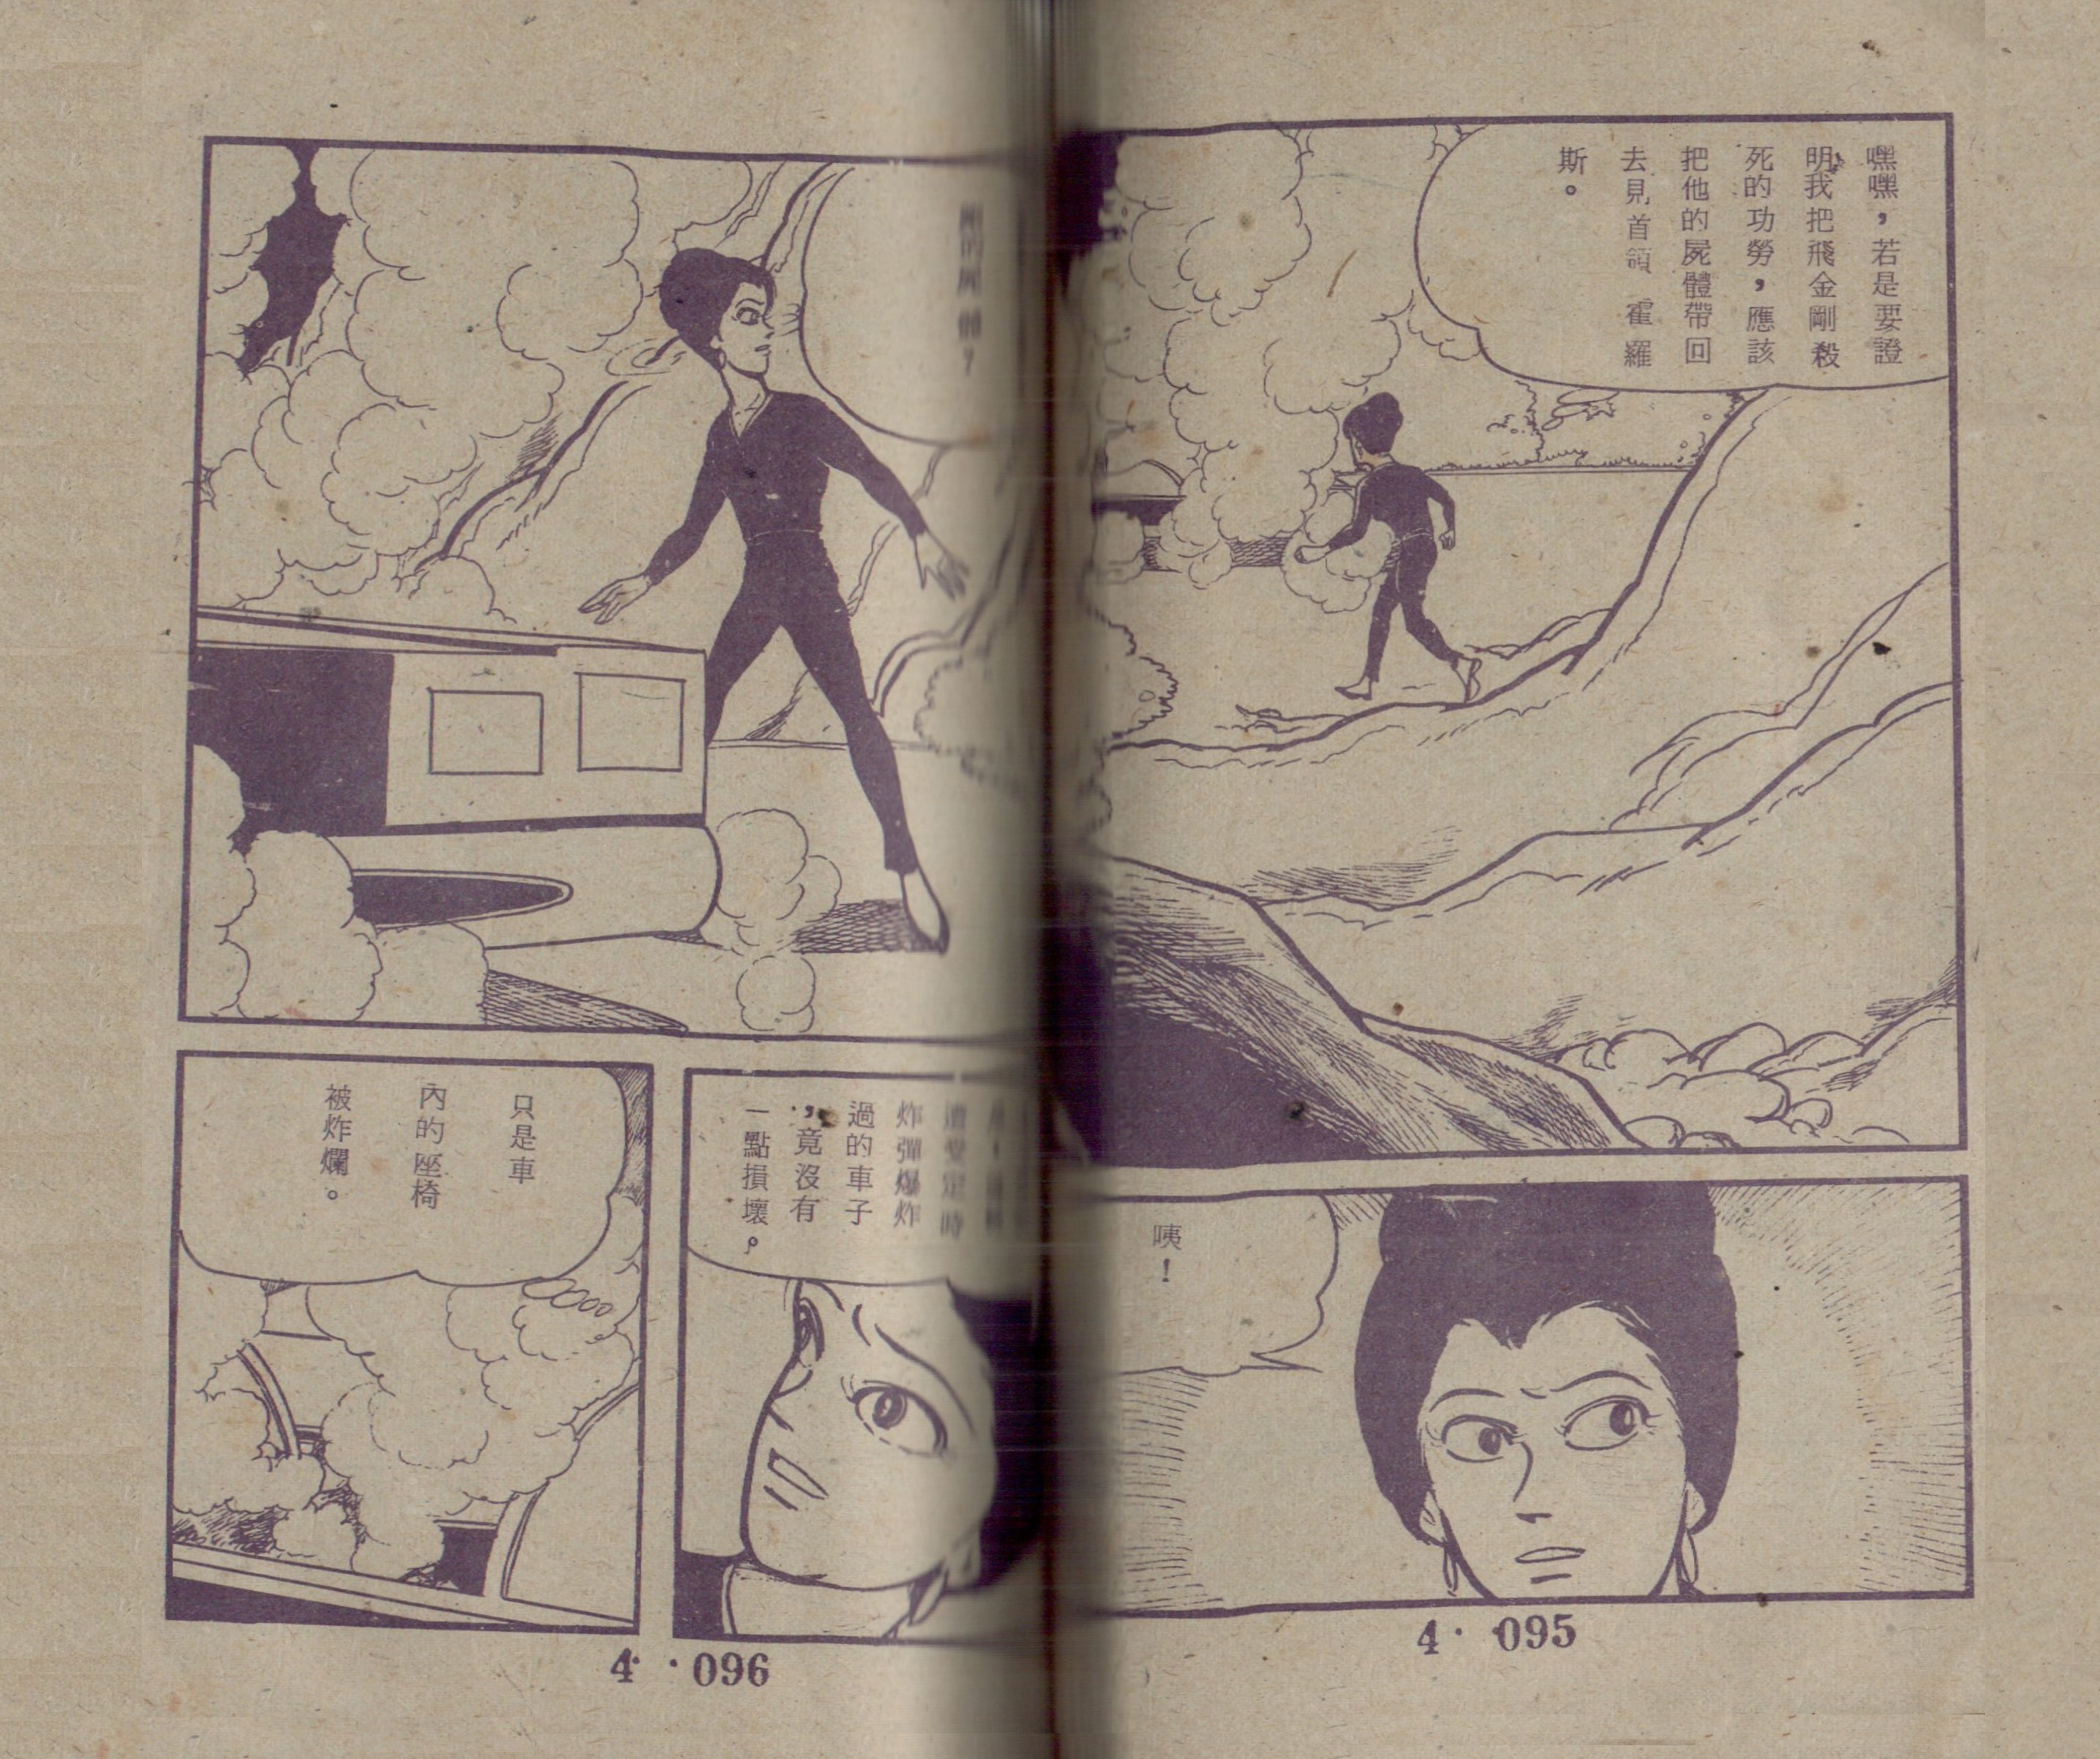 嘿嘿，若是要證
明我把飛金剛殺
死的功勞，應該
把他的屍體帶回
去見首領霍羅
斯。
咦！
4·095
屍體？
遭受定時
炸彈爆炸
過的車子
，竟沒有
一點損壞。
只是車
內的座椅
被炸爛。
4·096